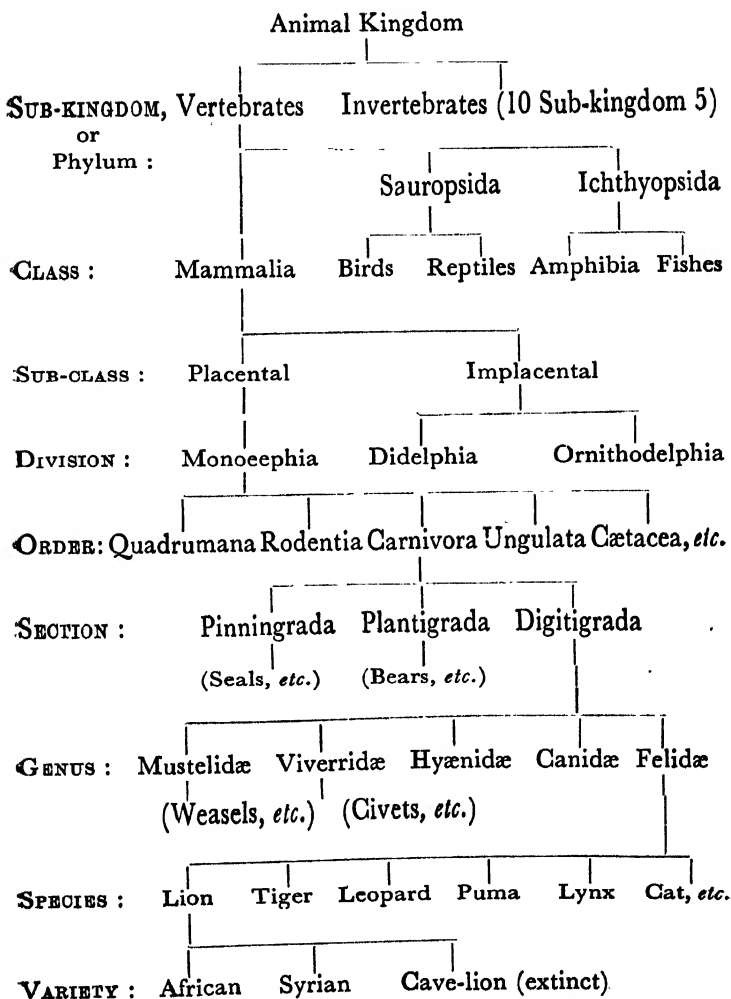 Animal Kingdom
SUB-KINGDOM, Vertebrates Invertebrates (10 Sub-kingdom 5)
or
Phylum :
Sauropsida Ichthyopsida
CLASS : Mammalia Birds Reptiles Amphibia Fishes
SUB-CLASS : Placental Implacental
DIVISION : Monoeephia Didelphia Ornithodelphia
ORDER: Quadrumana Rodentia Carnivora Ungulata Cætacea, etc.
SECTION : Pinningrada Plantigrada Digitigrada
(Seals, etc.) (Bears, etc.)
GENUS : Mustelidæ Viverridæ Hyænidæ Canidæ Felidæ
(Weasels, etc.) (Civets, etc.)
SPECIES : Lion Tiger Leopard Puma Lynx Cat, etc.
VARIETY : African Syrian Cave-lion (extinct)